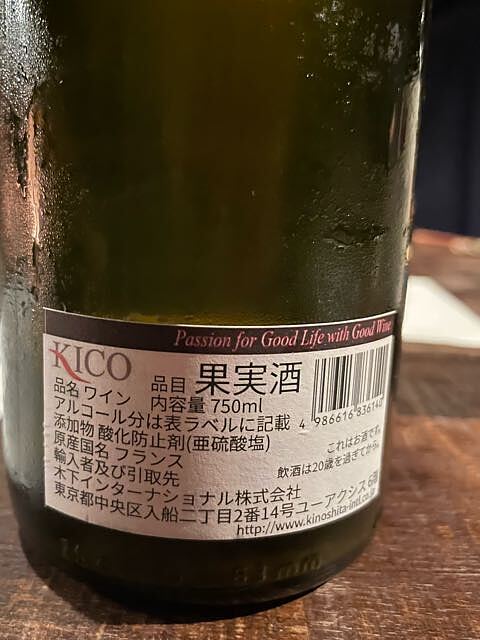 Passion for Good Life with Good Wine
KICO
品名 ワイン 品目 果実酒
アルコール分は表ラベルに記載 内容量 750ml
添加物 酸化防止剤(亜硫酸塩)
原産国名 フランス
輸入者及び引取先
木下インターナショナル株式会社
東京都中央区入船二丁目2番14号ユーアクシス6階
http://www.kinoshita-intl.co.jp
4 986616 836140
これはお酒です。
飲酒は20歳を過ぎてから。